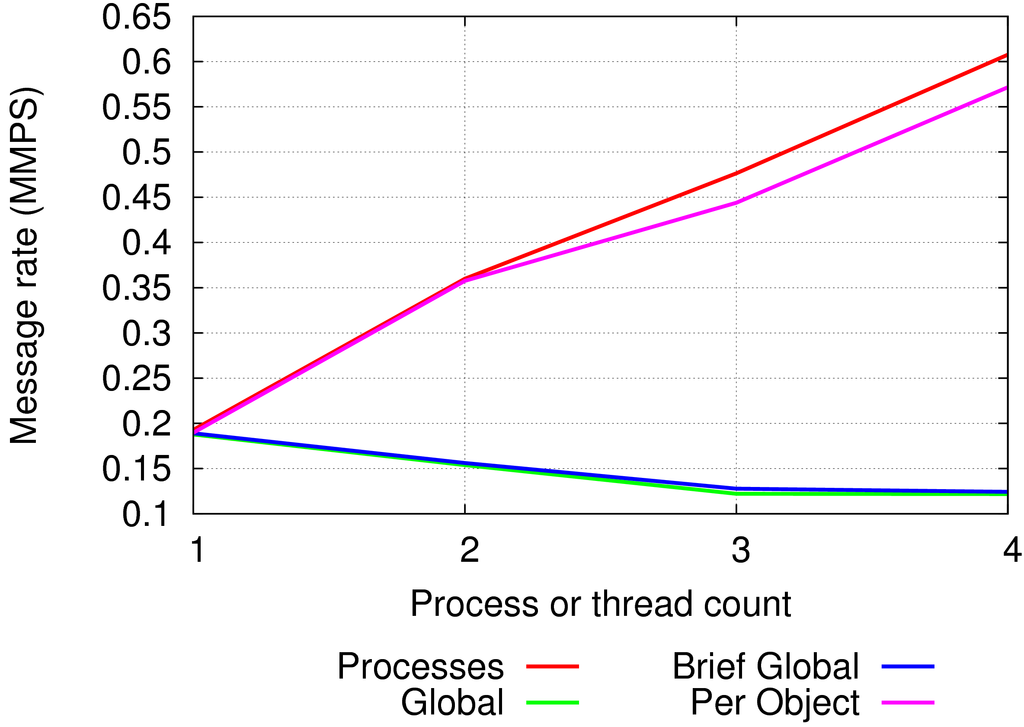 Message rate (MMPS)
0.65
0.6
0.55
0.5
0.45
0.4
0.35
0.3
0.25
0.2
0.15
0.1
1 2 3 4
Process or thread count
Processes Brief Global
Global Per Object